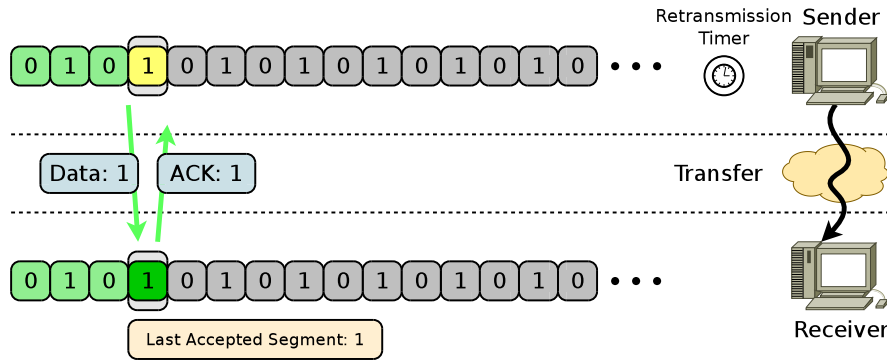 Retransmission Sender
Timer
0 1 0 1 0 1 0 1 0 1 0 1 0 1 0 •••
Data: 1 ACK: 1 Transfer
0 1 0 1 0 1 0 1 0 1 0 1 0 1 0 •••
Last Accepted Segment: 1 Receiver